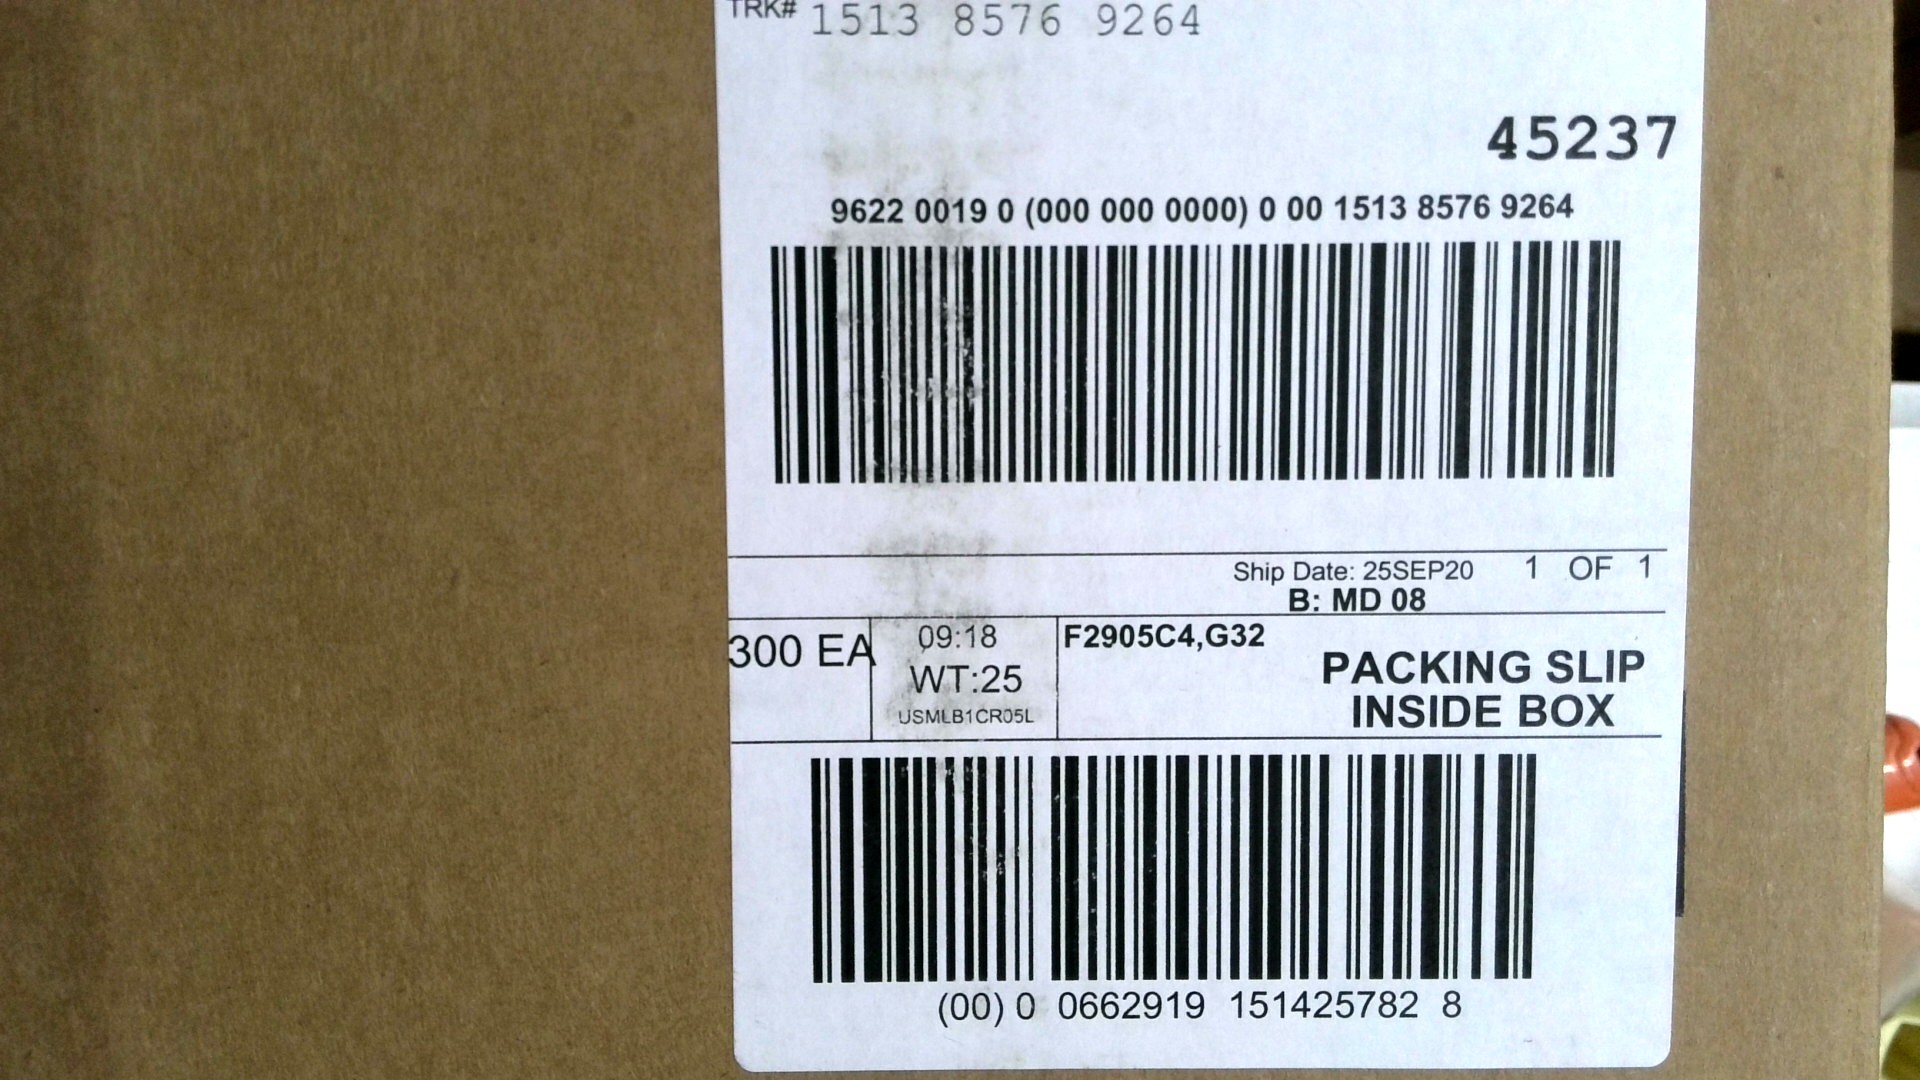 TRK# 1513 8576 9264
45237
9622 0019 0 (000 000 0000) 0 00 1513 8576 9264
Ship Date: 25SEP20 1 OF 1
B: MD 08
300 EA
09:18
WT:25
USMLB1CR05L
F2905C4,G32
PACKING SLIP
INSIDE BOX
(00) 0 0662919 151425782 8